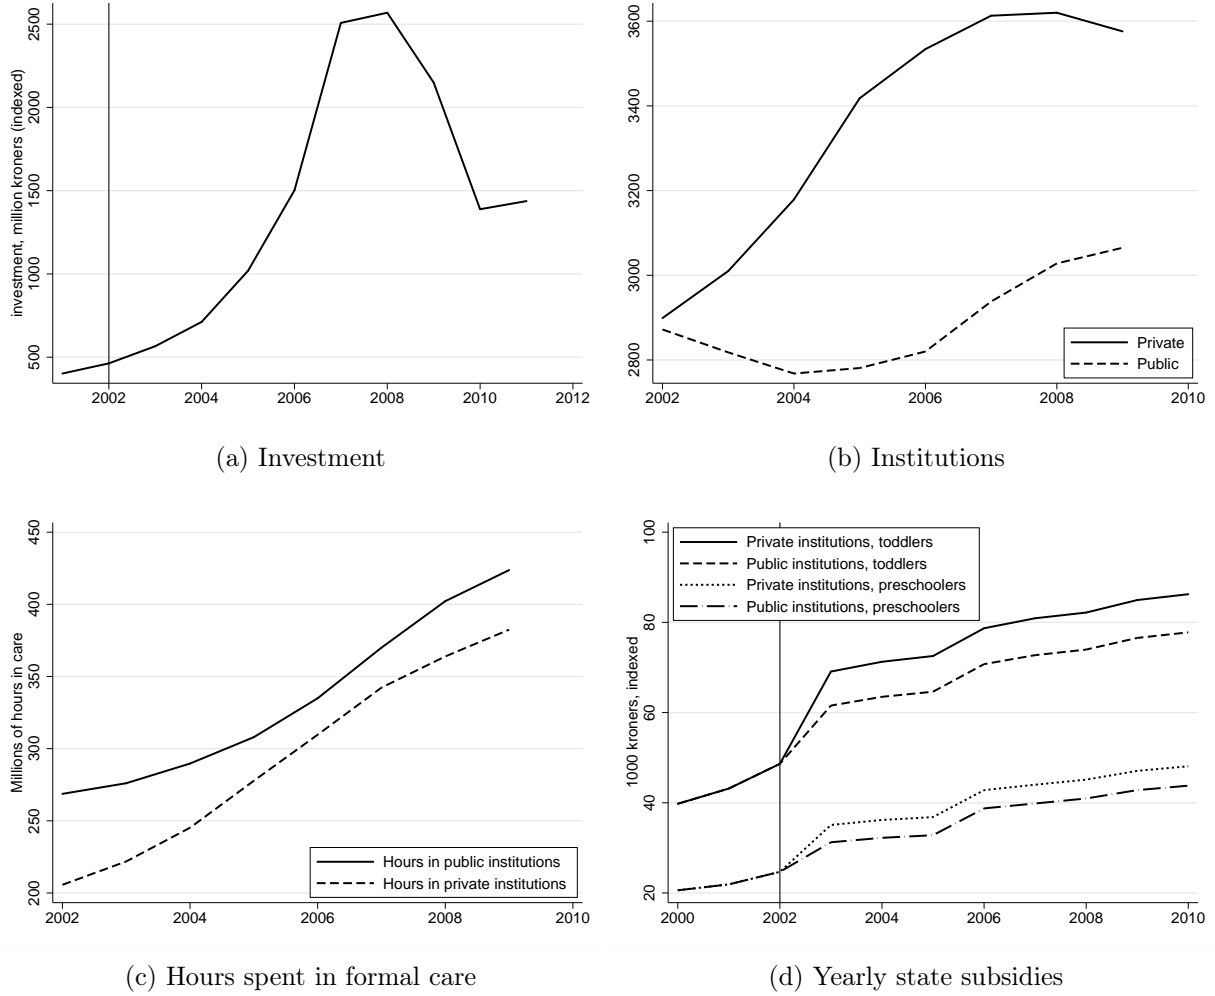 investment, million kroners (indexed)
2500
2000
1500
1000
500
2002 2004 2006 2008 2010 2012
(a) Investment
3600
3400
3200
3000
2800
Private
Public
2002 2004 2006 2008 2010
(b) Institutions
Millions of hours in care
450
400
350
300
250
200
Hours in public institutions
Hours in private institutions
2002 2004 2006 2008 2010
(c) Hours spent in formal care
1000 kroners, indexed
100
80
60
40
20
Private institutions, toddlers
Public institutions, toddlers
Private institutions, preschoolers
Public institutions, preschoolers
2000 2002 2004 2006 2008 2010
(d) Yearly state subsidies